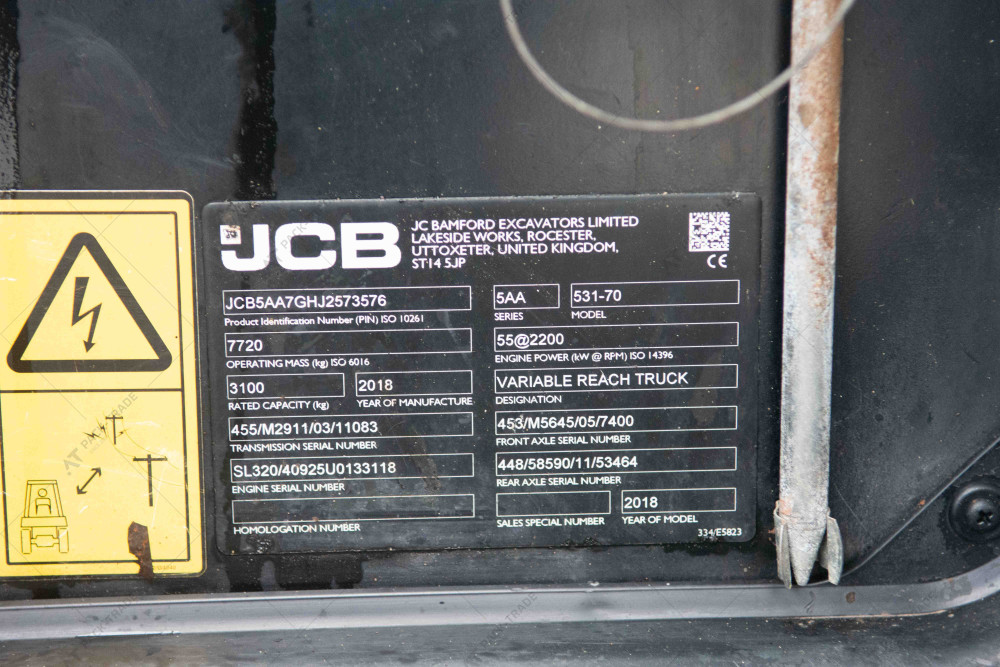 JCB
JC BAMFORD EXCAVATORS LIMITED
LAKESIDE WORKS, ROCESTER,
UTTOXETER, UNITED KINGDOM,
ST14 5JP
CE
JCB5AA7GHJ2573576
Product Identification Number (PIN) ISO 10261
5AA
SERIES
531-70
MODEL
7720
OPERATING MASS (kg) ISO 6016
55@2200
ENGINE POWER (kW @ RPM) ISO 14396
3100
RATED CAPACITY (kg)
2018
YEAR OF MANUFACTURE
VARIABLE REACH TRUCK
DESIGNATION
455/M2911/03/11083
TRANSMISSION SERIAL NUMBER
453/M5645/05/7400
FRONT AXLE SERIAL NUMBER
SL320/40925U0133118
ENGINE SERIAL NUMBER
448/58590/11/53464
REAR AXLE SERIAL NUMBER
HOMOLOGATION NUMBER
SALES SPECIAL NUMBER
2018
YEAR OF MODEL
334/E5823